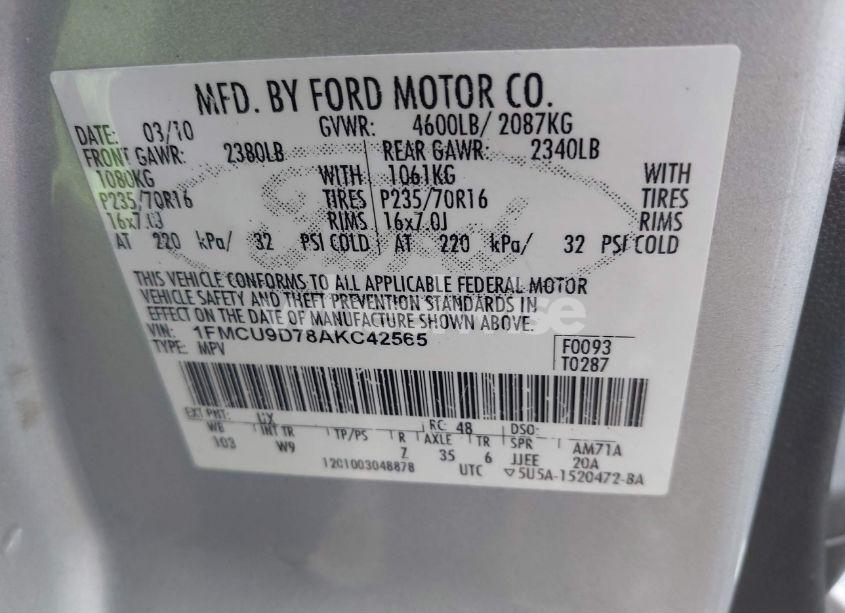 MFD. BY FORD MOTOR CO.
DATE: 03/10 GVWR: 4600LB/ 2087KG
FRONT GAWR: 2380LB REAR GAWR: 2340LB
1080KG WITH 1061KG WITH
P235/70R16 TIRES P235/70R16 TIRES
16x7.0J RIMS 16x7.0J RIMS
AT 220 kPa/ 32 PSI COLD AT 220 kPa/ 32 PSI COLD
THIS VEHICLE CONFORMS TO ALL APPLICABLE FEDERAL MOTOR
VEHICLE SAFETY AND THEFT PREVENTION STANDARDS IN
EFFECT ON THE DATE OF MANUFACTURE SHOWN ABOVE.
VIN: 1FMCU9D78AKC42565 F0093
TYPE: MPV T0287
EXT PNT: UX RC: 48 DSO:
WB INT TR TP/PS R AXLE TR SPR AM71A
103 W9 Z 35 6 JJEE 20A
12C1003048878 UTC ▽5U5A-1520472-BA